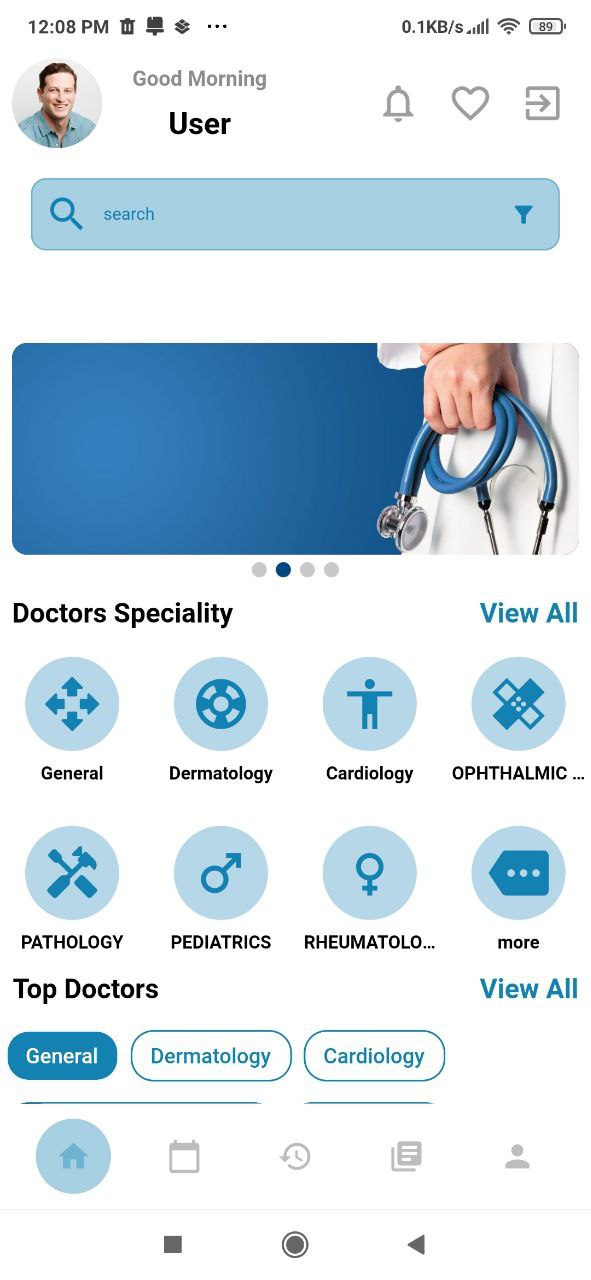 12:08 PM 0.1KB/s 89
Good Morning
User
search
Doctors Speciality View All
General Dermatology Cardiology OPHTHALMIC ...
PATHOLOGY PEDIATRICS RHEUMATOLO... more
Top Doctors View All
General Dermatology Cardiology